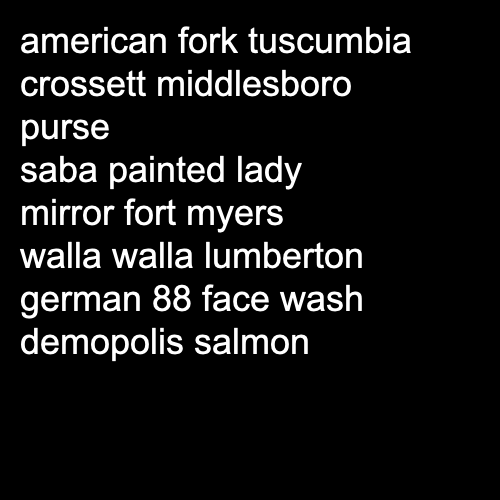 american fork tuscumbia
crossett middlesboro
purse
saba painted lady
mirror fort myers
walla walla lumberton
german 88 face wash
demopolis salmon